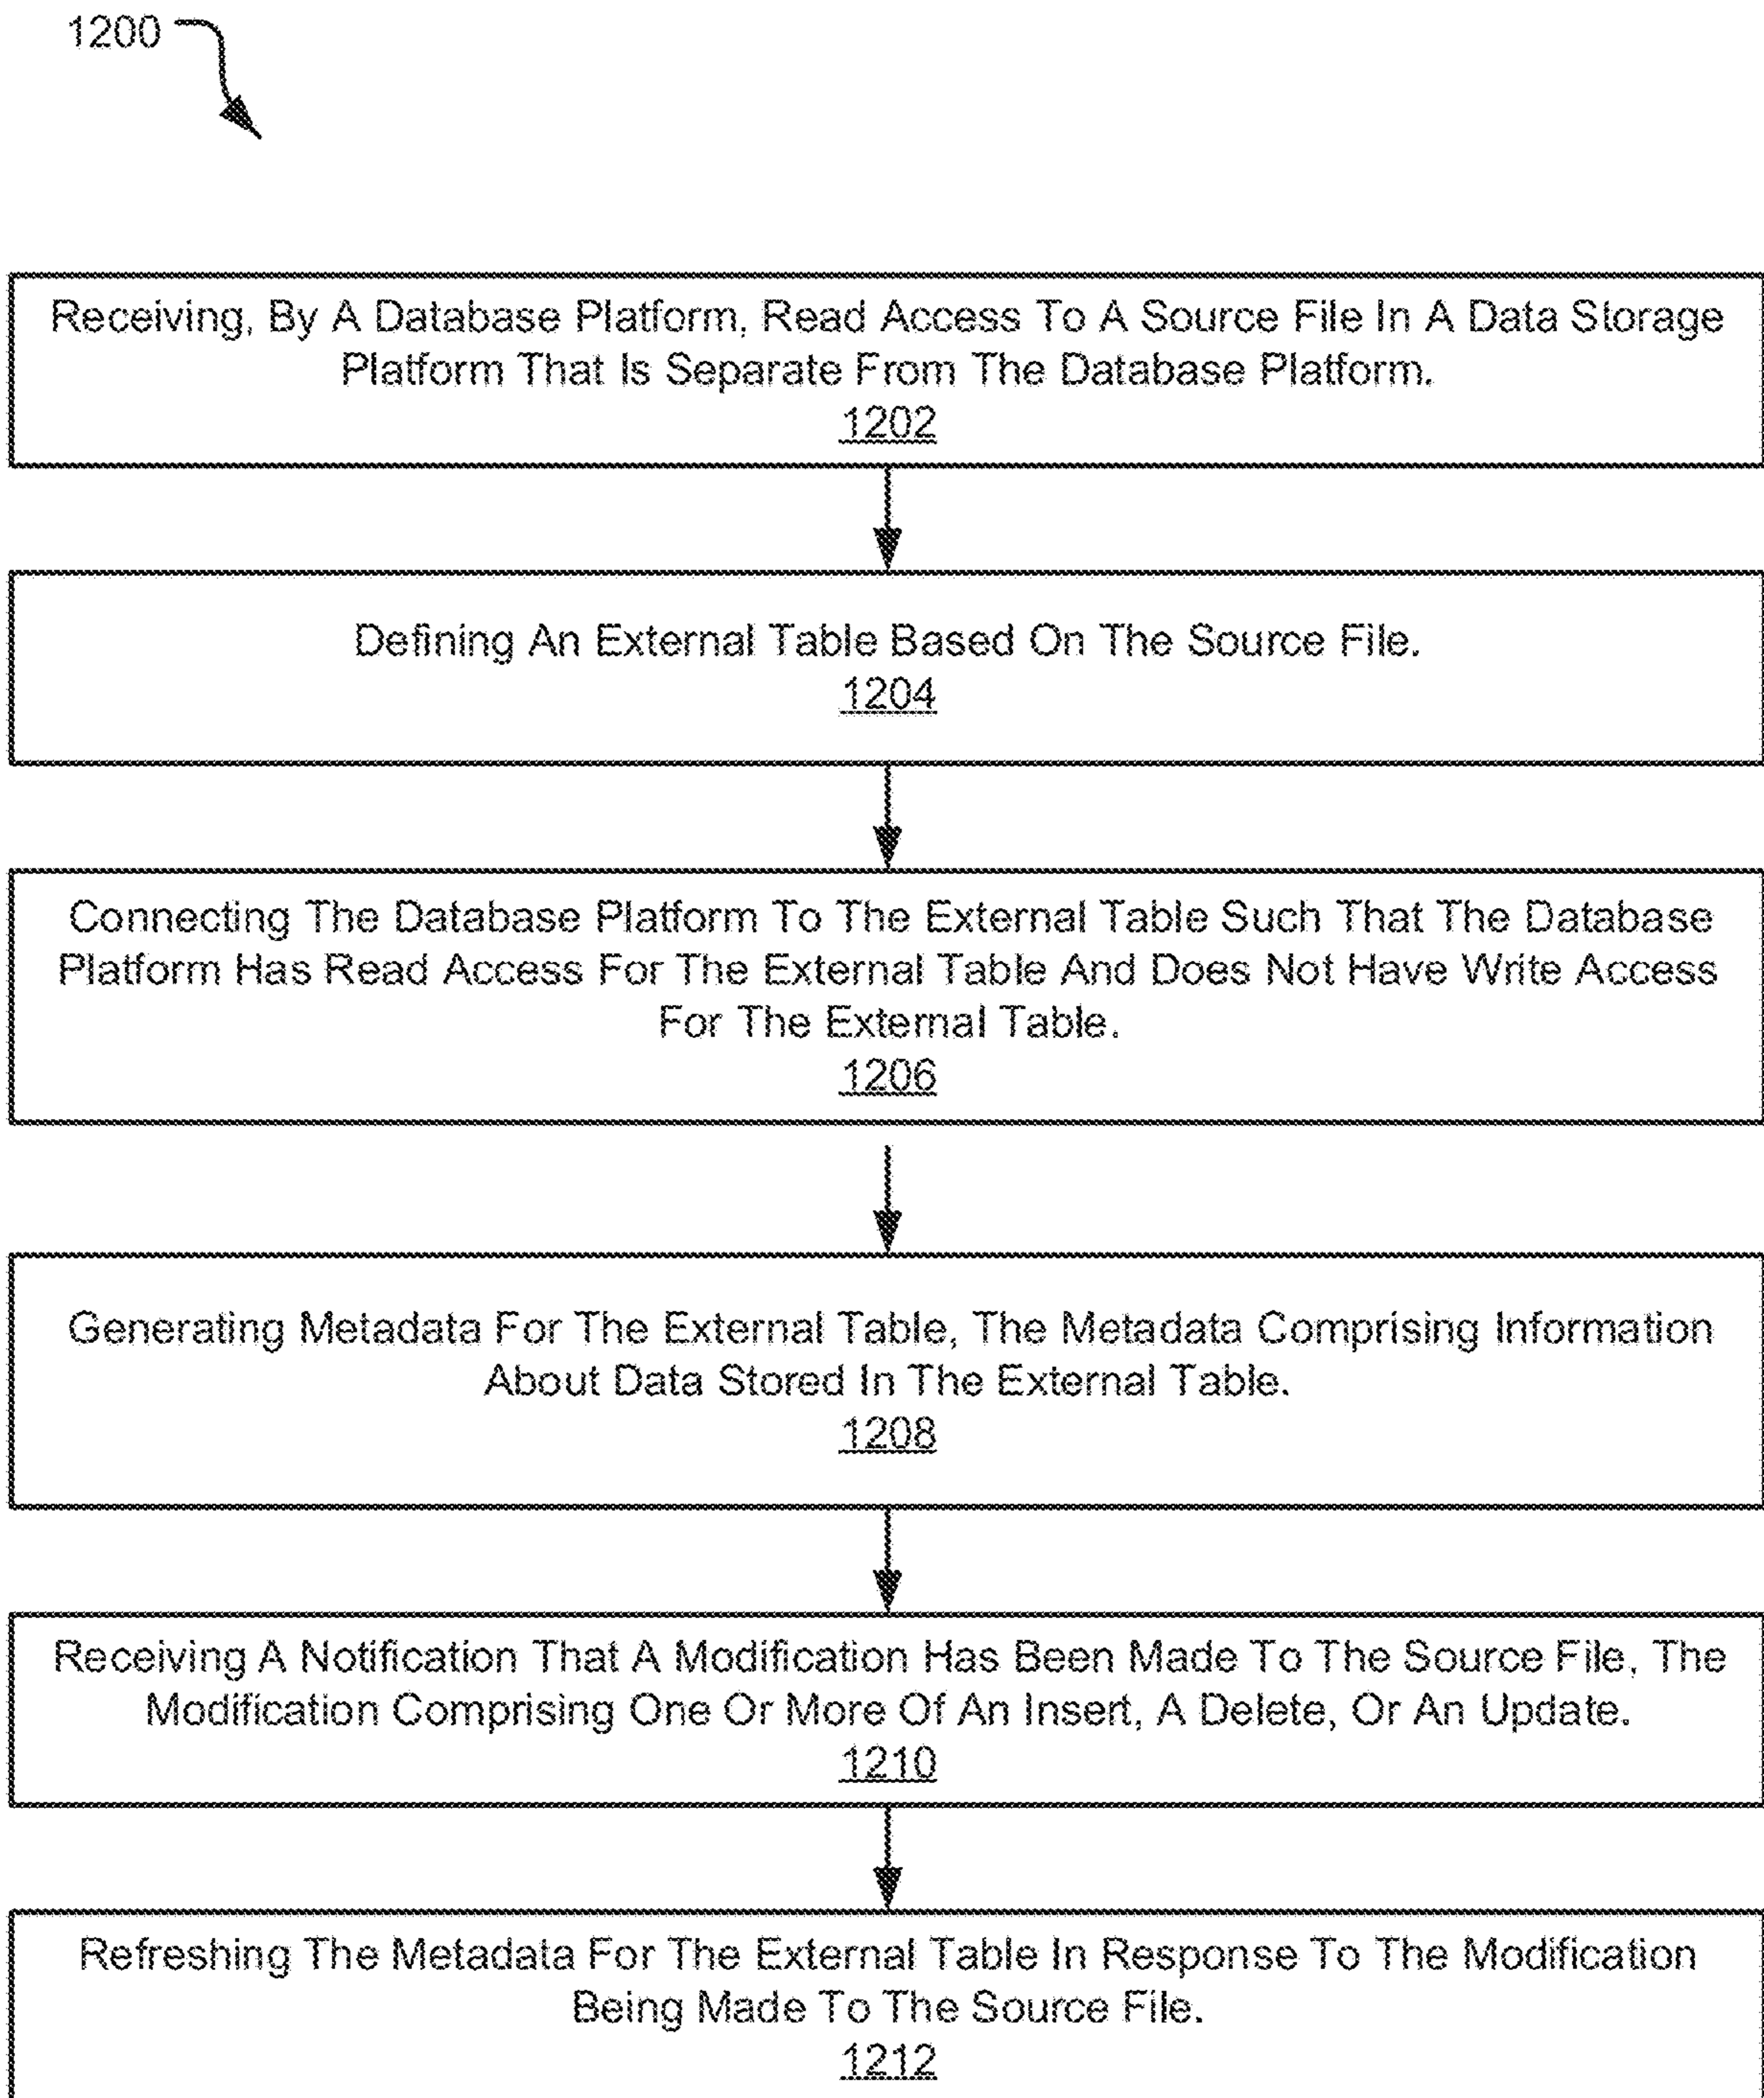 1200
Receiving, By A Database Platform, Read Access To A Source File In A Data Storage
Platform That Is Separate From The Database Platform.
1202
Defining An External Table Based On The Source File.
1204
Connecting The Database Platform To The External Table Such That The Database
Platform Has Read Access For The External Table And Does Not Have Write Access
For The External Table.
1206
Generating Metadata For The External Table, The Metadata Comprising Information
About Data Stored In The External Table.
1208
Receiving A Notification That A Modification Has Been Made To The Source File, The
Modification Comprising One Or More Of An Insert, A Delete, Or An Update.
1210
Refreshing The Metadata For The External Table In Response To The Modification
Being Made To The Source File.
1212